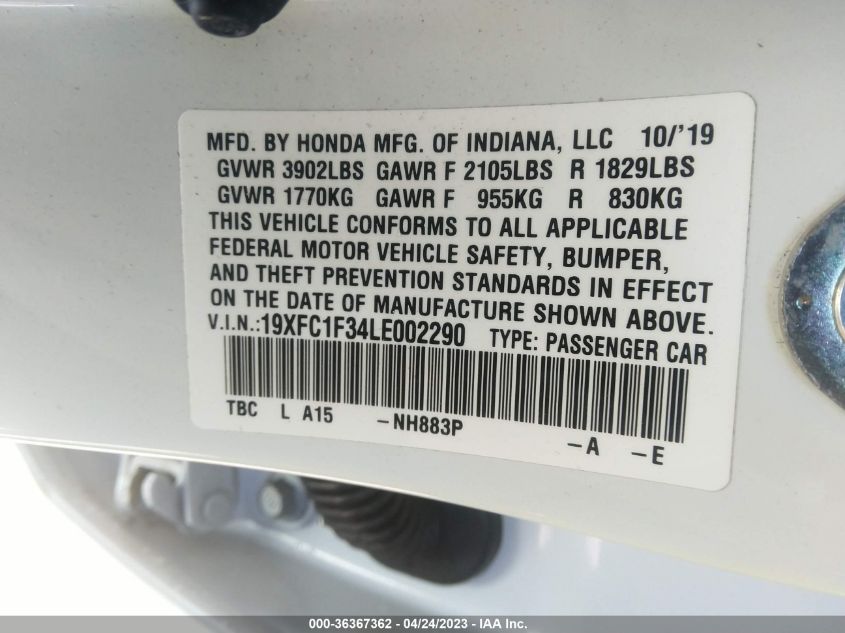 MFD. BY HONDA MFG. OF INDIANA, LLC 10/'19
GVWR 3902LBS GAWR F 2105LBS R 1829LBS
GVWR 1770KG GAWR F 955KG R 830KG
THIS VEHICLE CONFORMS TO ALL APPLICABLE
FEDERAL MOTOR VEHICLE SAFETY, BUMPER,
AND THEFT PREVENTION STANDARDS IN EFFECT
ON THE DATE OF MANUFACTURE SHOWN ABOVE.
V.I.N.:19XFC1F34LE002290 TYPE: PASSENGER CAR
TBC L A15 -NH883P -A -E
000-36367362 - 04/24/2023 - IAA Inc.